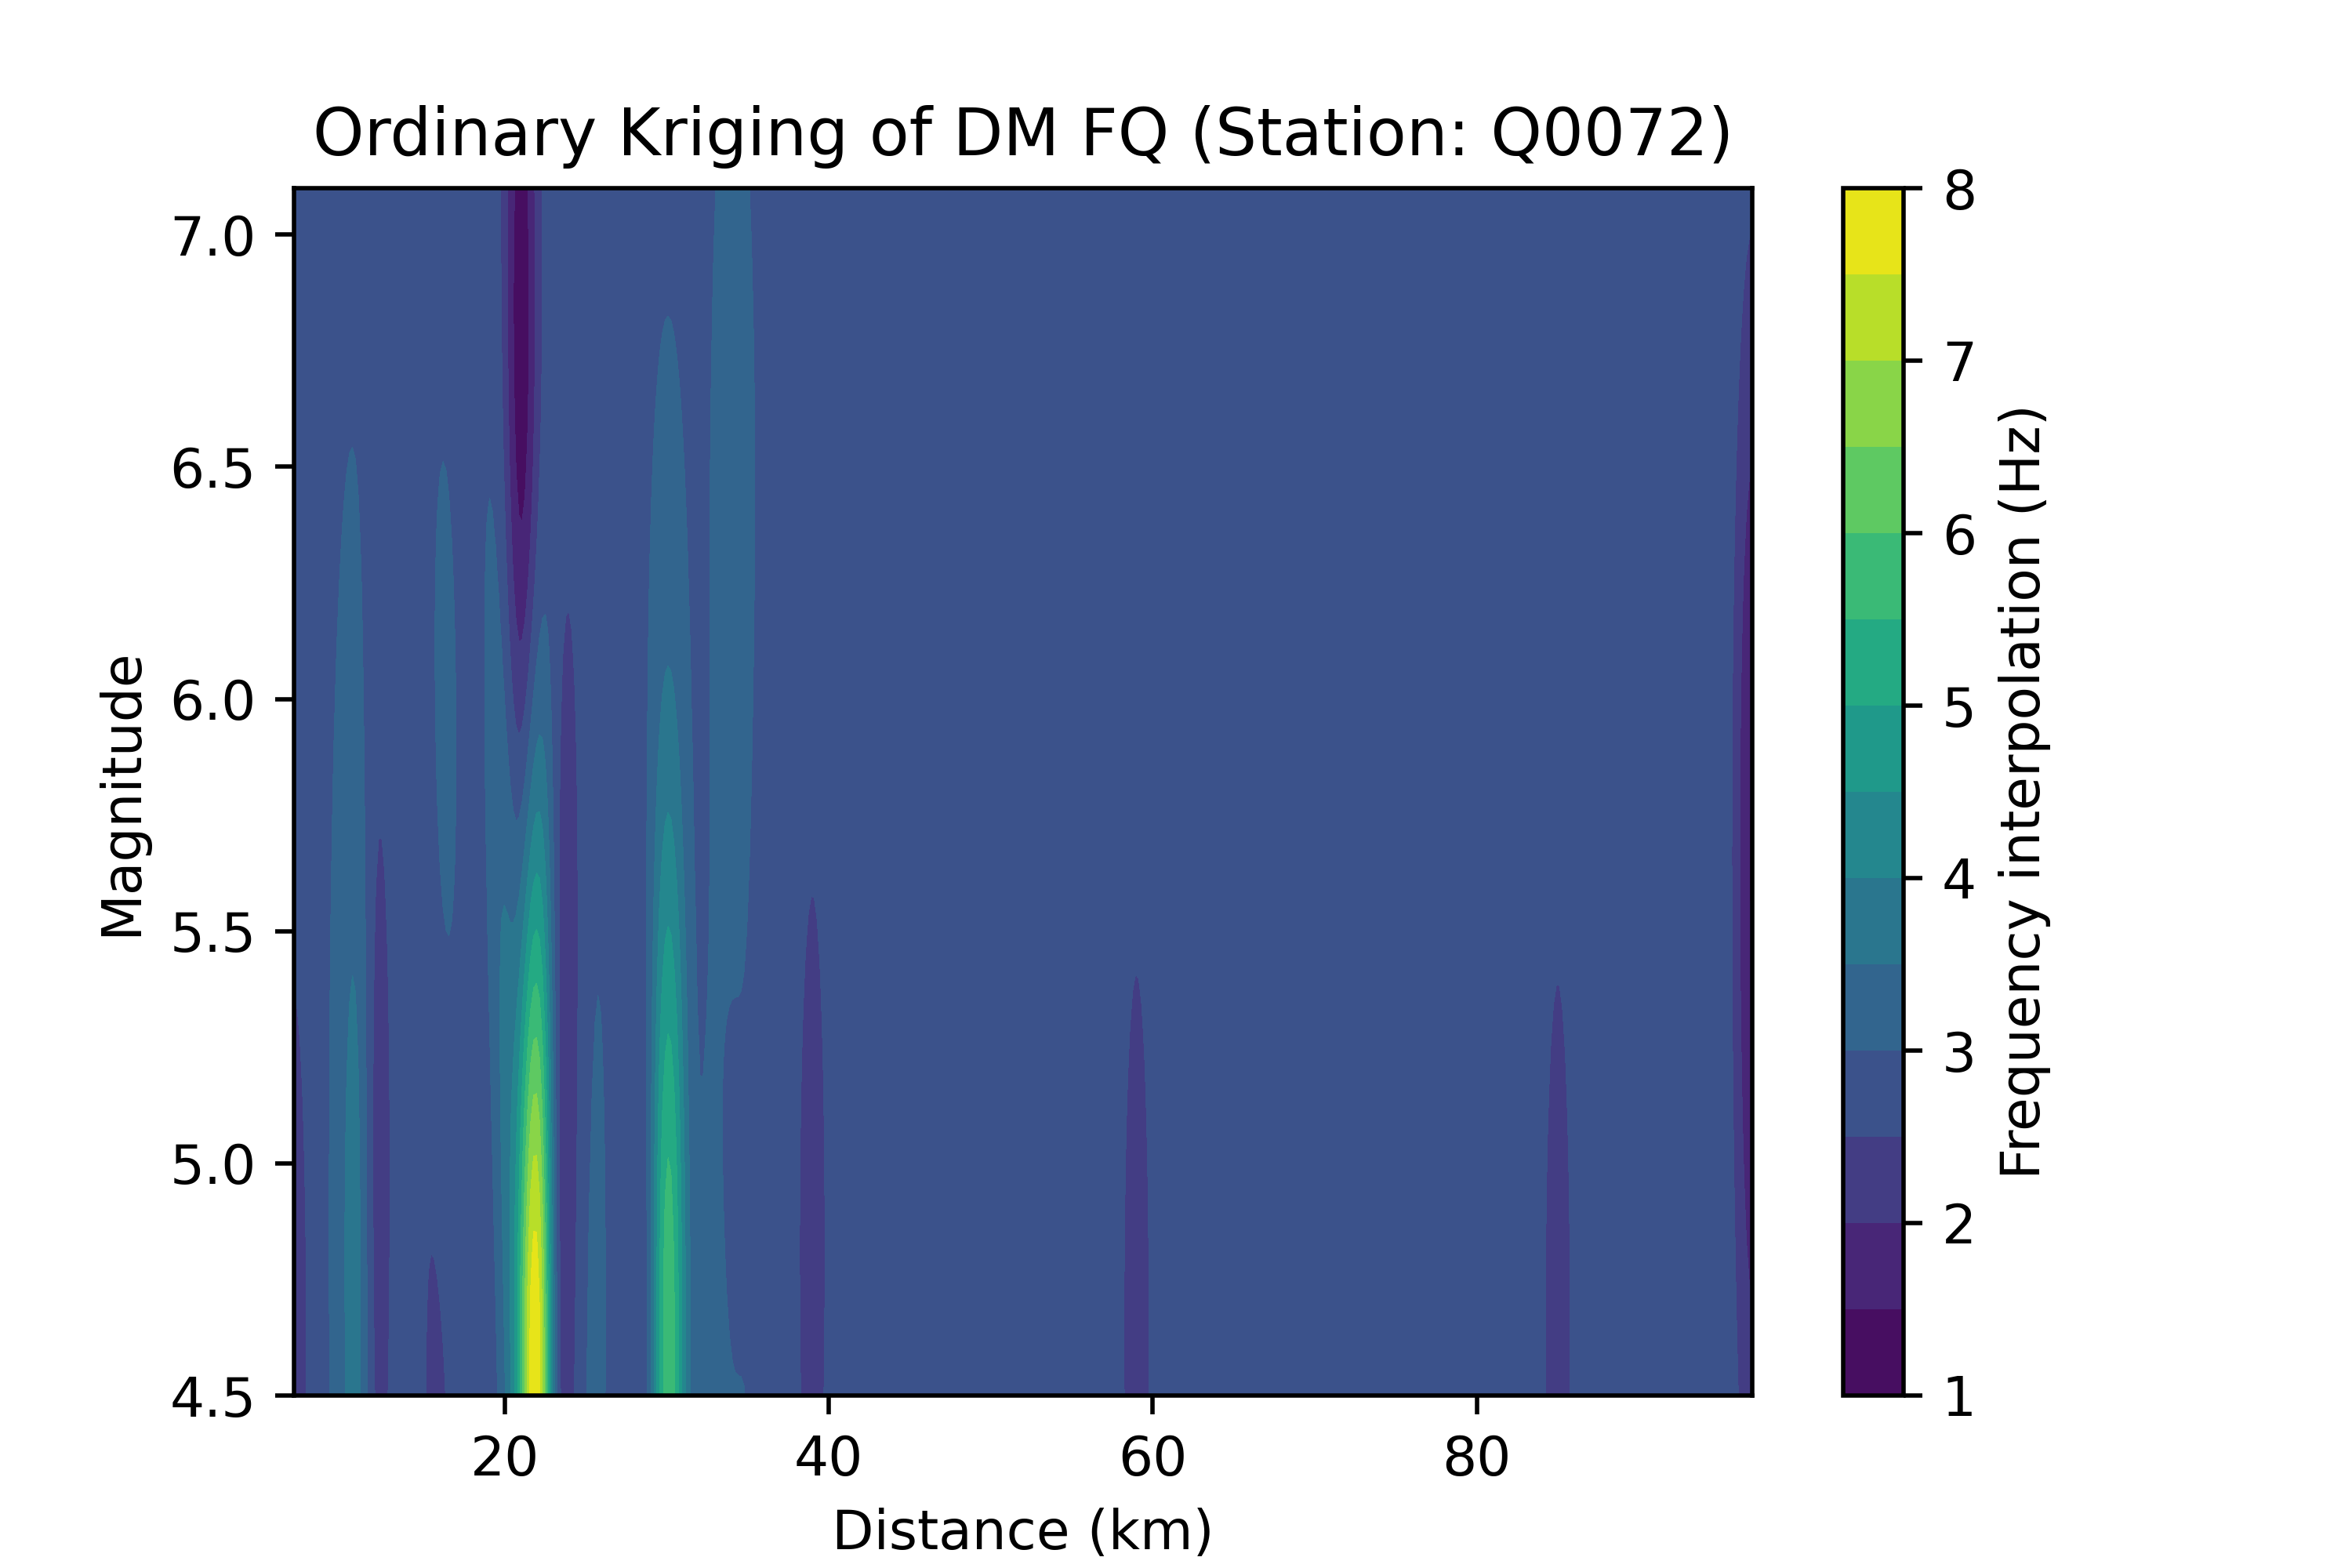 Ordinary Kriging of DM FQ (Station: Q0072)
7.0
6.5
6.0
5.5
5.0
4.5
Magnitude
20 40 60 80
Distance (km)
8
7
6
5
4
3
2
1
Frequency interpolation (Hz)